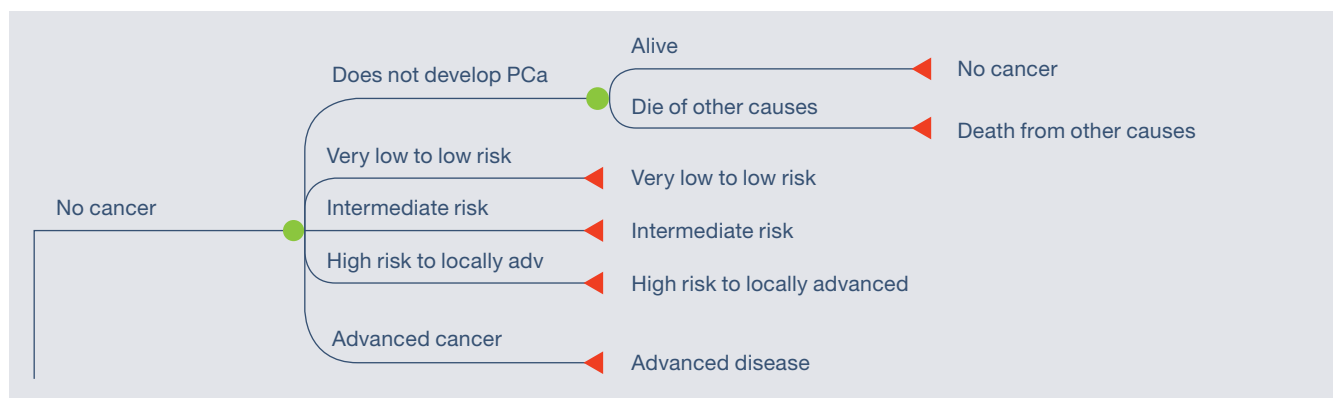 Alive
Does not develop PCa
No cancer
Die of other causes
Death from other causes
Very low to low risk
Very low to low risk
No cancer
Intermediate risk
Intermediate risk
High risk to locally adv
High risk to locally advanced
Advanced cancer
Advanced disease